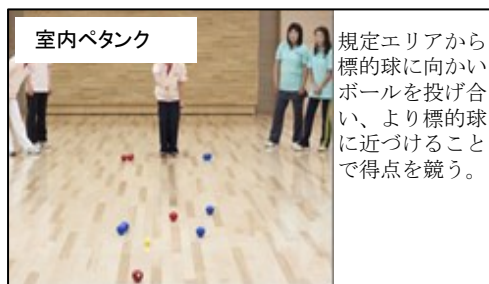 室内ペタンク
規定エリアから
標的球に向かい
ボールを投げ合
い、より標的球
に近づけること
で得点を競う。